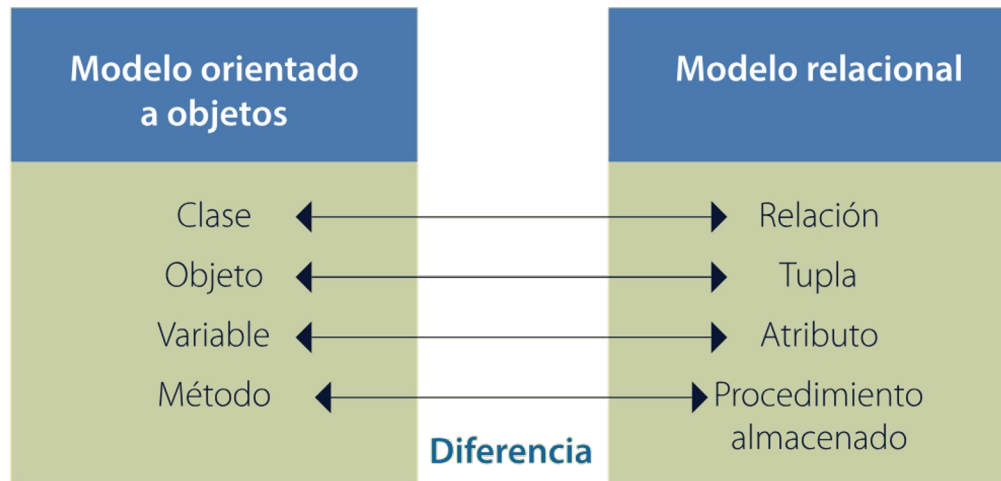 Modelo orientado
a objetos
Modelo relacional
Clase
Relación
Objeto
Tupla
Variable
Atributo
Método
Procedimiento
almacenado
Diferencia